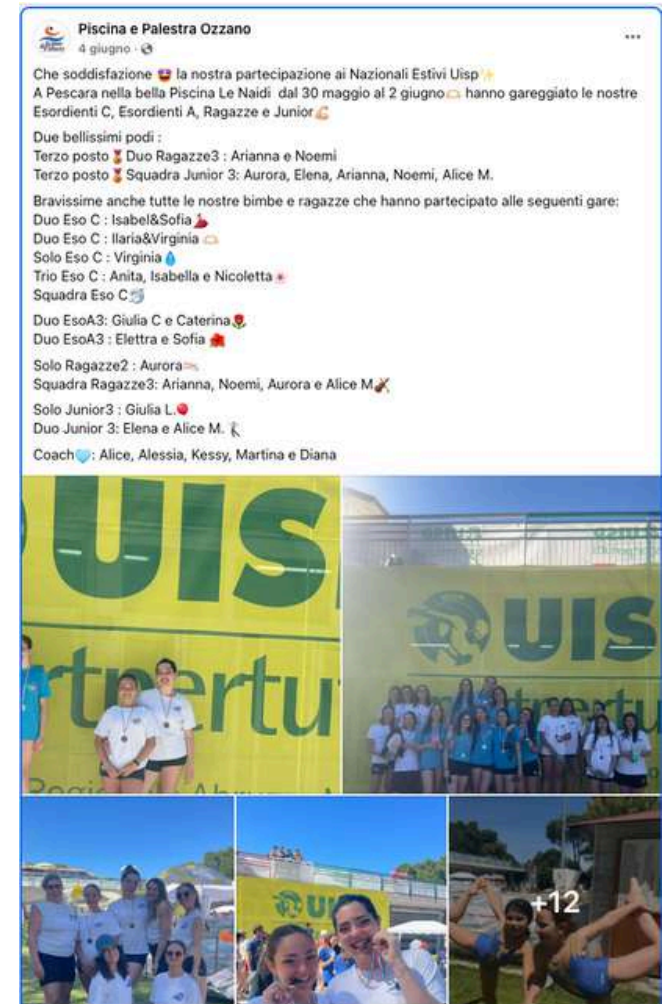 Piscina e Palestra Ozzano
4 giugno
Che soddisfazione 🤩 la nostra partecipazione ai Nazionali Estivi Uisp✨
A Pescara nella bella Piscina Le Naidi dal 30 maggio al 2 giugno🫶🏻 hanno gareggiato le nostre
Esordienti C, Esordienti A, Ragazze e Junior💪🏻
Due bellissimi podi :
Terzo posto🥉Duo Ragazze3 : Arianna e Noemi
Terzo posto🥉Squadra Junior 3: Aurora, Elena, Arianna, Noemi, Alice M.
Bravissime anche tutte le nostre bimbe e ragazze che hanno partecipato alle seguenti gare:
Duo Eso C : Isabel&Sofia
Duo Eso C : Ilaria&Virginia
Solo Eso C : Virginia💧
Trio Eso C : Anita, Isabella e Nicoletta
Squadra Eso C
Duo EsoA3: Giulia C e Caterina🌹
Duo EsoA3 : Elettra e Sofia🌺
Solo Ragazze2 : Aurora
Squadra Ragazze3: Arianna, Noemi, Aurora e Alice M🎻
Solo Junior3 : Giulia L.🎈
Duo Junior 3: Elena e Alice M.
Coach🩵: Alice, Alessia, Kessy, Martina e Diana
UIS
rtpertu
UIS
rtpertu
UI
+12